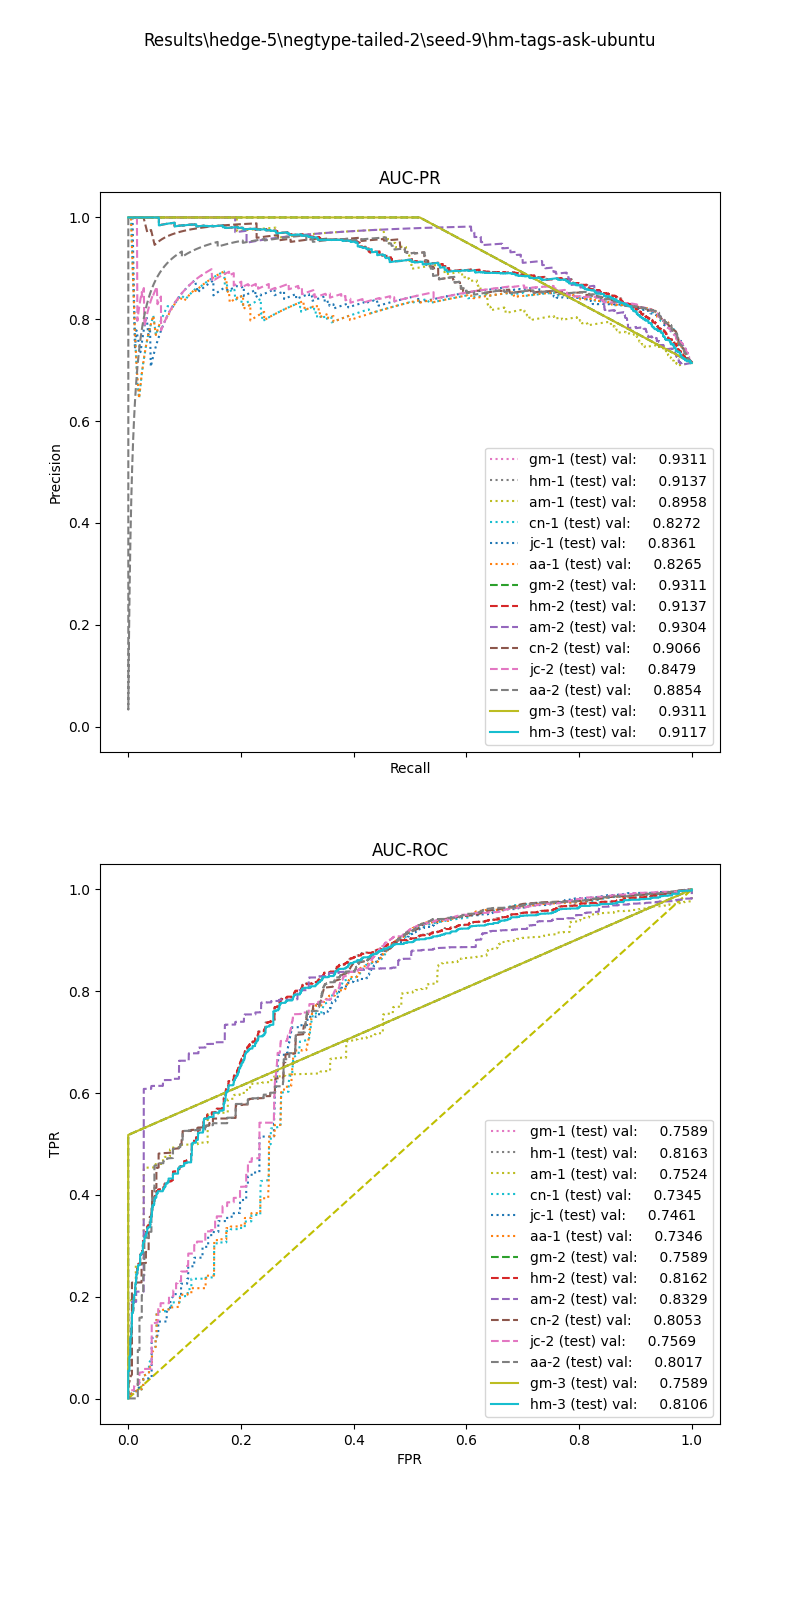 Results\hedge-5\negtype-tailed-2\seed-9\hm-tags-ask-ubuntu
AUC-PR
1.0
0.8
0.6
0.4
0.2
0.0
Precision
Recall
gm-1 (test) val: 0.9311
hm-1 (test) val: 0.9137
am-1 (test) val: 0.8958
cn-1 (test) val: 0.8272
jc-1 (test) val: 0.8361
aa-1 (test) val: 0.8265
gm-2 (test) val: 0.9311
hm-2 (test) val: 0.9137
am-2 (test) val: 0.9304
cn-2 (test) val: 0.9066
jc-2 (test) val: 0.8479
aa-2 (test) val: 0.8854
gm-3 (test) val: 0.9311
hm-3 (test) val: 0.9117
AUC-ROC
1.0
0.8
0.6
0.4
0.2
0.0
TPR
gm-1 (test) val: 0.7589
hm-1 (test) val: 0.8163
am-1 (test) val: 0.7524
cn-1 (test) val: 0.7345
jc-1 (test) val: 0.7461
aa-1 (test) val: 0.7346
gm-2 (test) val: 0.7589
hm-2 (test) val: 0.8162
am-2 (test) val: 0.8329
cn-2 (test) val: 0.8053
jc-2 (test) val: 0.7569
aa-2 (test) val: 0.8017
gm-3 (test) val: 0.7589
hm-3 (test) val: 0.8106
0.0 0.2 0.4 0.6 0.8 1.0
FPR